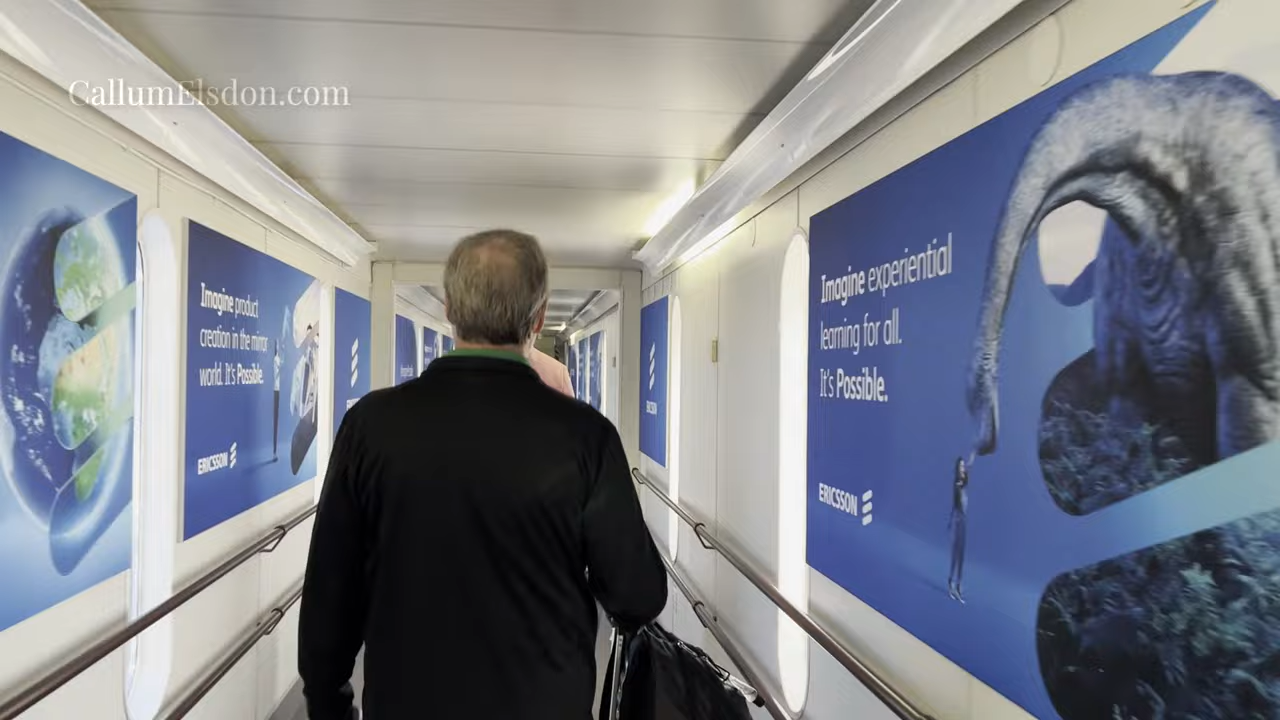 CallumElsdon.com
Imagine product
creation in the mirror
world. It's Possible.
ERICSSON
Imagine experiential
learning for all.
It's Possible.
ERICSSON
ERICSSON